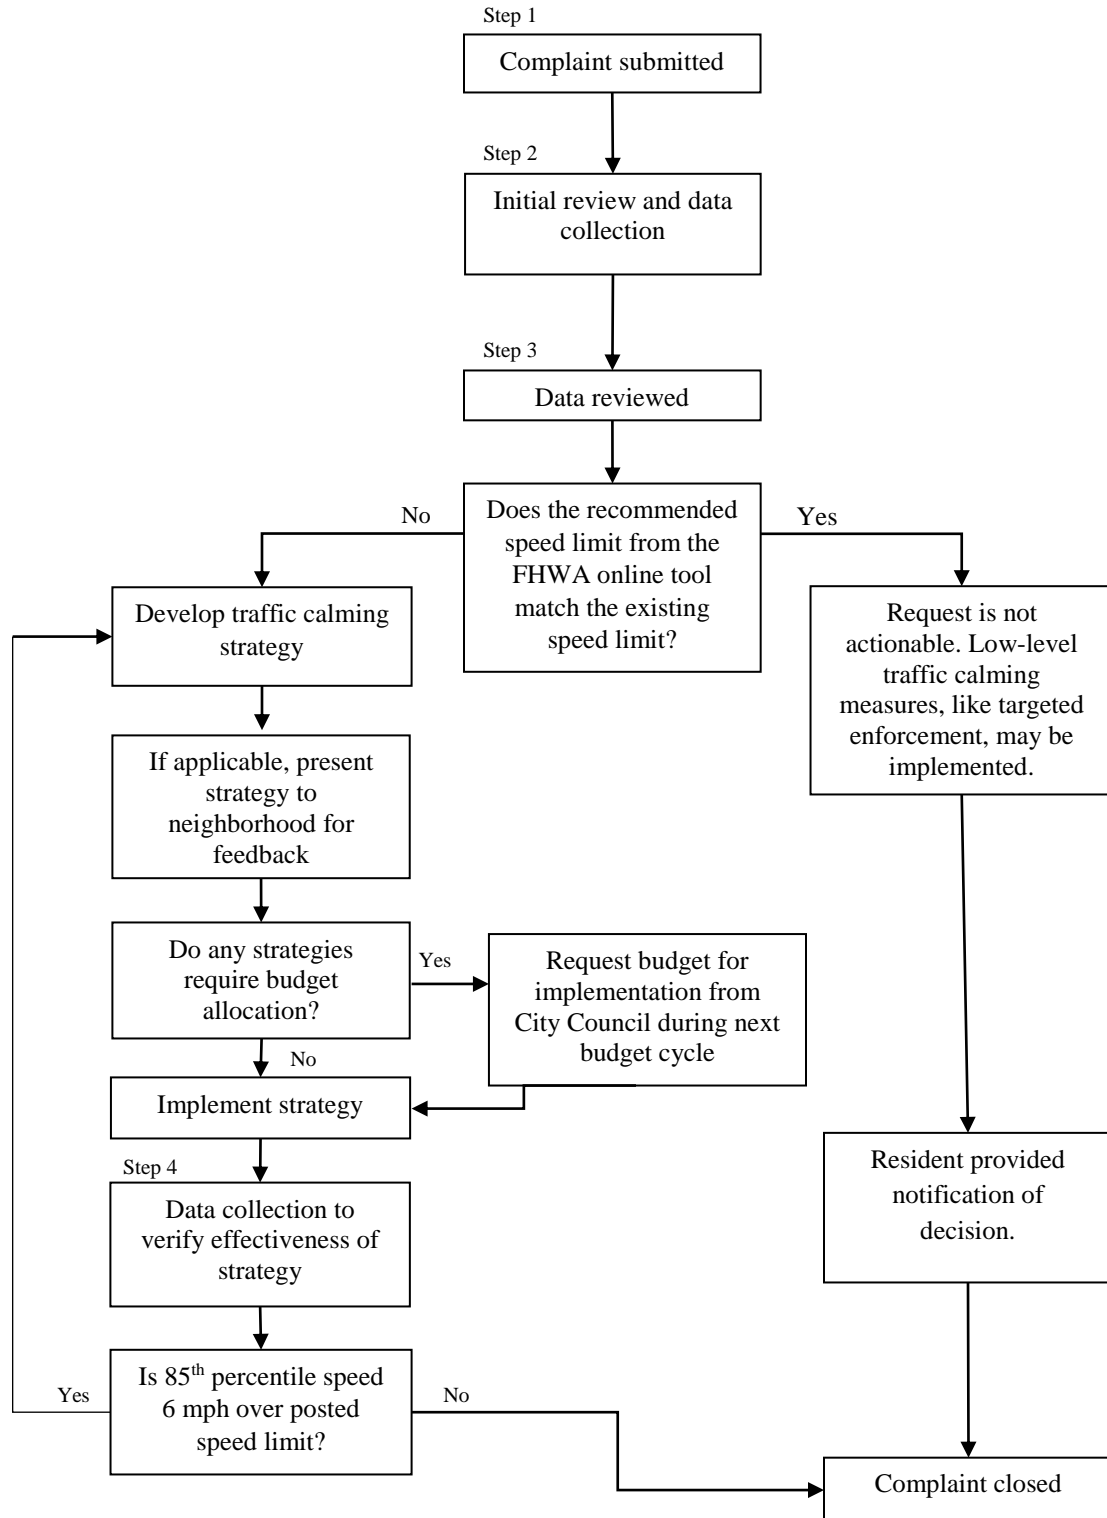 Step 1
Complaint submitted
Step 2
Initial review and data
collection
Step 3
Data reviewed
No
Does the recommended
speed limit from the
FHWA online tool
match the existing
speed limit?
Yes
Develop traffic calming
strategy
Request is not
actionable. Low-level
traffic calming
measures, like targeted
enforcement, may be
implemented.
If applicable, present
strategy to
neighborhood for
feedback
Do any strategies
require budget
allocation?
Yes
Request budget for
implementation from
City Council during next
budget cycle
No
Implement strategy
Step 4
Data collection to
verify effectiveness of
strategy
Resident provided
notification of
decision.
Yes
Is 85th percentile speed
6 mph over posted
speed limit?
No
Complaint closed